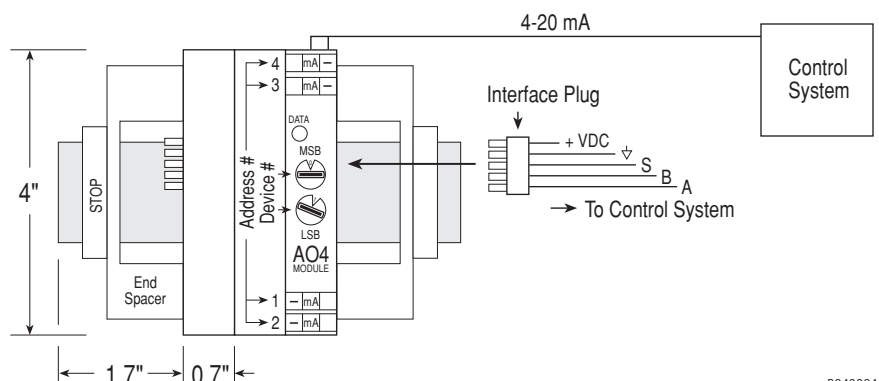 4-20 mA
Control
System
4 mA –
3 mA –
Interface Plug
DATA
MSB
+ VDC
S
B
A
→ To Control System
4"
STOP
Address #
Device #
LSB
AO4
MODULE
End
Spacer
1 – mA
2 – mA
1.7"
0.7"